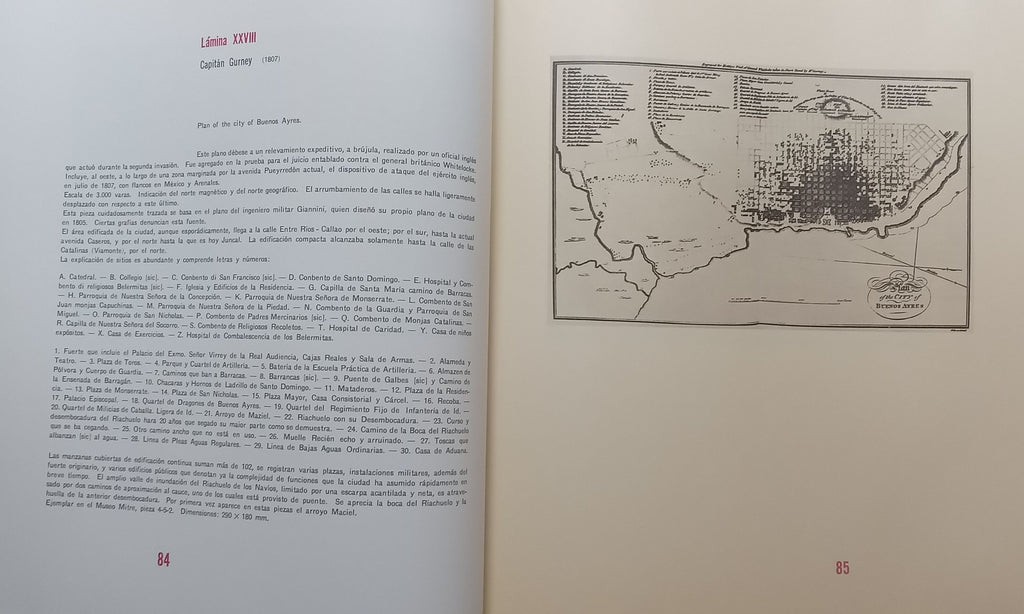 Lámina XXVIII
Capitán Gurney (1807)
Plan of the city of Buenos Ayres.
Este plano débese a un relevamiento expeditivo, a brújula, realizado por un oficial inglés
que actuó durante la segunda invasión. Fue agregado en la prueba para el juicio entablado contra el general británico Whitelocke.
Incluye, al oeste, a lo largo de una zona marginada por la avenida Pueyrredón actual, el dispositivo de ataque del ejército inglés,
en julio de 1807, con flancos en México y Arenales.
Escala de 3.000 varas. Indicación del norte magnético y del norte geográfico. El arrumbamiento de las calles se halla ligeramente
desplazado con respecto a este último.
Esta pieza cuidadosamente trazada se basa en el plano del ingeniero militar Giannini, quien diseñó su propio plano de la ciudad
en 1805. Ciertas grafías denuncian esta fuente.
El área edificada de la ciudad, aunque esporádicamente, llega a la calle Entre Ríos - Callao por el oeste; por el sur, hasta la actual
avenida Caseros, y por el norte hasta la que es hoy Juncal. La edificación compacta alcanzaba solamente hasta la calle de las
Catalinas (Viamonte), por el norte.
La explicación de sitios es abundante y comprende letras y números:
A. Catedral. — B. Collegio [sic]. — C. Conbento di San Francisco [sic]. — D. Conbento de Santo Domingo. — E. Hospital y Com-
bento di religiosos Belermitas [sic]. — F. Iglesia y Edificios de la Residencia. — G. Capilla de Santa María camino de Barracas.
— H. Parroquia de Nuestra Señora de la Concepción. — K. Parroquia de Nuestra Señora de Monserrate. — L. Combento de San
Juan monjas Capuchinas. — M. Parroquia de Nuestra Señora de la Piedad. — N. Combento de la Guardia y Parroquia de San
Miguel. — O. Parroquia de San Nicholas. — P. Combento de Padres Mercinarios [sic]. — Q. Combento de Monjas Catalinas. —
R. Capilla de Nuestra Señora del Socorro. — S. Combento de Religiosos Recoletos. — T. Hospital de Caridad. — Y. Casa de niños
expósitos. — X. Casa de Exercicios. — Z. Hospital de Combalescencia de los Belermitas.
1. Fuerte que incluie el Palacio del Exmo. Señor Virrey de la Real Audiencia, Cajas Reales y Sala de Armas. — 2. Alameda y
Teatro. — 3. Plaza de Toros. — 4. Parque y Cuartel de Artillería. — 5. Batería de la Escuela Práctica de Artillería. — 6. Almazen de
Pólvora y Cuerpo de Guardia. — 7. Caminos que ban a Barracas. — 8. Barrancas [sic]. — 9. Puente de Galbes [sic] y Camino de
la Ensenada de Barragán. — 10. Chacaras y Hornos de Ladrillo de Santo Domingo. — 11. Mataderos. — 12. Plaza de la Residen-
cia. — 13. Plaza de Monserrate. — 14. Plaza de San Nicholas. — 15. Plaza Mayor, Casa Consistorial y Cárcel. — 16. Recoba. —
17. Palacio Episcopal. — 18. Quartel de Dragones de Buenos Ayres. — 19. Quartel del Regimiento Fijo de Infantería de Id. —
20. Quartel de Milicias de Caballa. Ligera de Id. — 21. Arroyo de Maziel. — 22. Riachuelo con su Desembocadura. — 23. Curso y
desembocadura del Riachuelo hara 20 años que segado su maior parte como se demuestra. — 24. Camino de la Boca del Riachuelo
que se ba cegando. — 25. Otro camino ancho que no está en uso. — 26. Muelle Recién echo y arruinado. — 27. Toscas que
albanzan [sic] al agua. — 28. Linea de Pleas Aguas Regulares. — 29. Linea de Bajas Aguas Ordinarias. — 30. Casa de Aduana.
Las manzanas cubiertas de edificación continua suman más de 102, se registran varias plazas, instalaciones militares, además del
fuerte originario, y varios edificios públicos que denotan ya la complejidad de funciones que la ciudad ha asumido rápidamente en
breve tiempo. El amplio valle de inundación del Riachuelo de los Navíos, limitado por una escarpa acantilada y neta, es atrave-
sado por dos caminos de aproximación al cauce, uno de los cuales está provisto de puente. Se aprecia la boca del Riachuelo y la
huella de la anterior desembocadura. Por primera vez aparece en estas piezas el arroyo Maciel.
Ejemplar en el Museo Mitre, pieza 4-5-2. Dimensiones: 290 X 180 mm.
84
Plan
of the CITY of
BUENOS AYRES
85